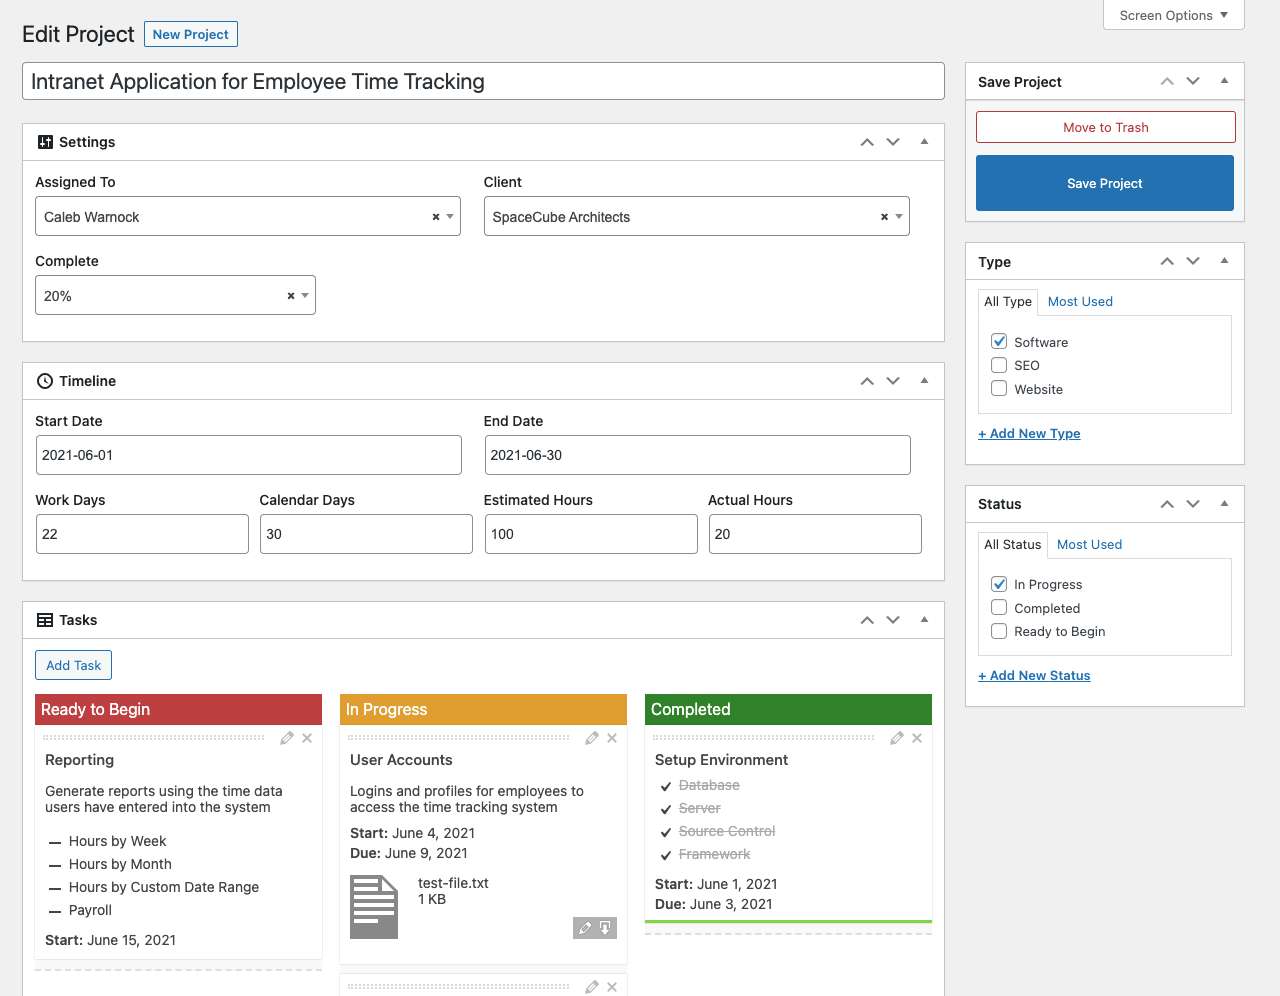 Screen Options
Edit Project New Project
Intranet Application for Employee Time Tracking
Settings
Assigned To
Client
Caleb Warnock
SpaceCube Architects
Complete
20%
Timeline
Start Date
End Date
2021-06-01
2021-06-30
Work Days
Calendar Days
Estimated Hours
Actual Hours
22
30
100
20
Tasks
Add Task
Ready to Begin
Reporting
Generate reports using the time data
users have entered into the system
Hours by Week
Hours by Month
Hours by Custom Date Range
Payroll
Start: June 15, 2021
In Progress
User Accounts
Logins and profiles for employees to
access the time tracking system
Start: June 4, 2021
Due: June 9, 2021
test-file.txt
1 KB
Completed
Setup Environment
Database
Server
Source Control
Framework
Start: June 1, 2021
Due: June 3, 2021
Save Project
Move to Trash
Save Project
Type
All Type
Most Used
Software
SEO
Website
+ Add New Type
Status
All Status
Most Used
In Progress
Completed
Ready to Begin
+ Add New Status